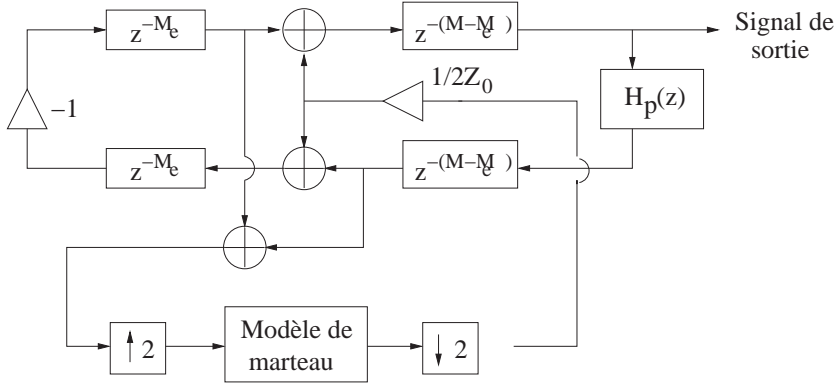 z^{-M_e}
z^{-(M-M_e)}
Signal de
sortie
1/2Z_0
H_p(z)
−1
z^{-M_e}
z^{-(M-M_e)}
↑ 2
Modèle de
marteau
↓ 2